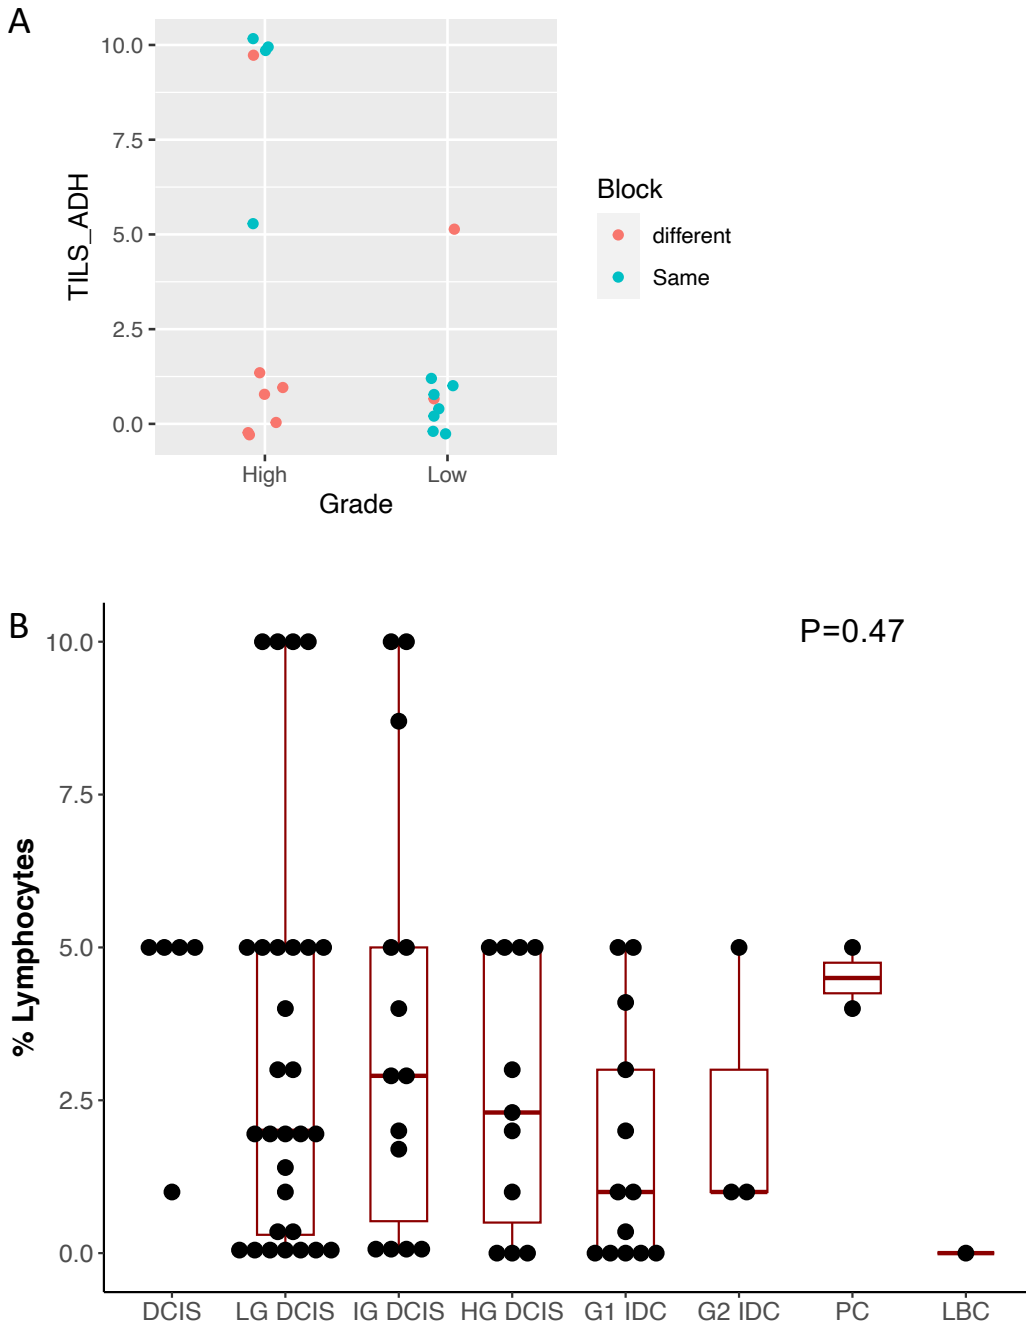 A
10.0
7.5
5.0
2.5
0.0
TILS_ADH
High Low
Grade
Block
different
Same
B
P=0.47
10.0
7.5
5.0
2.5
0.0
% Lymphocytes
DCIS LG DCIS IG DCIS HG DCIS G1 IDC G2 IDC PC LBC